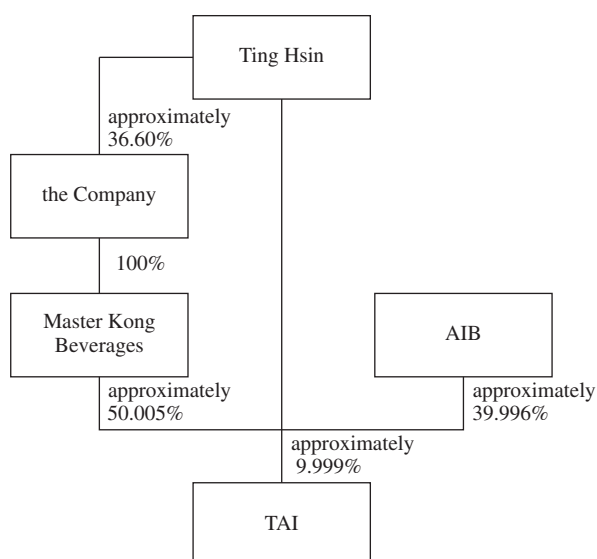 Ting Hsin
approximately
36.60%
the Company
100%
Master Kong
Beverages
AIB
approximately
50.005%
approximately
39.996%
approximately
9.999%
TAI